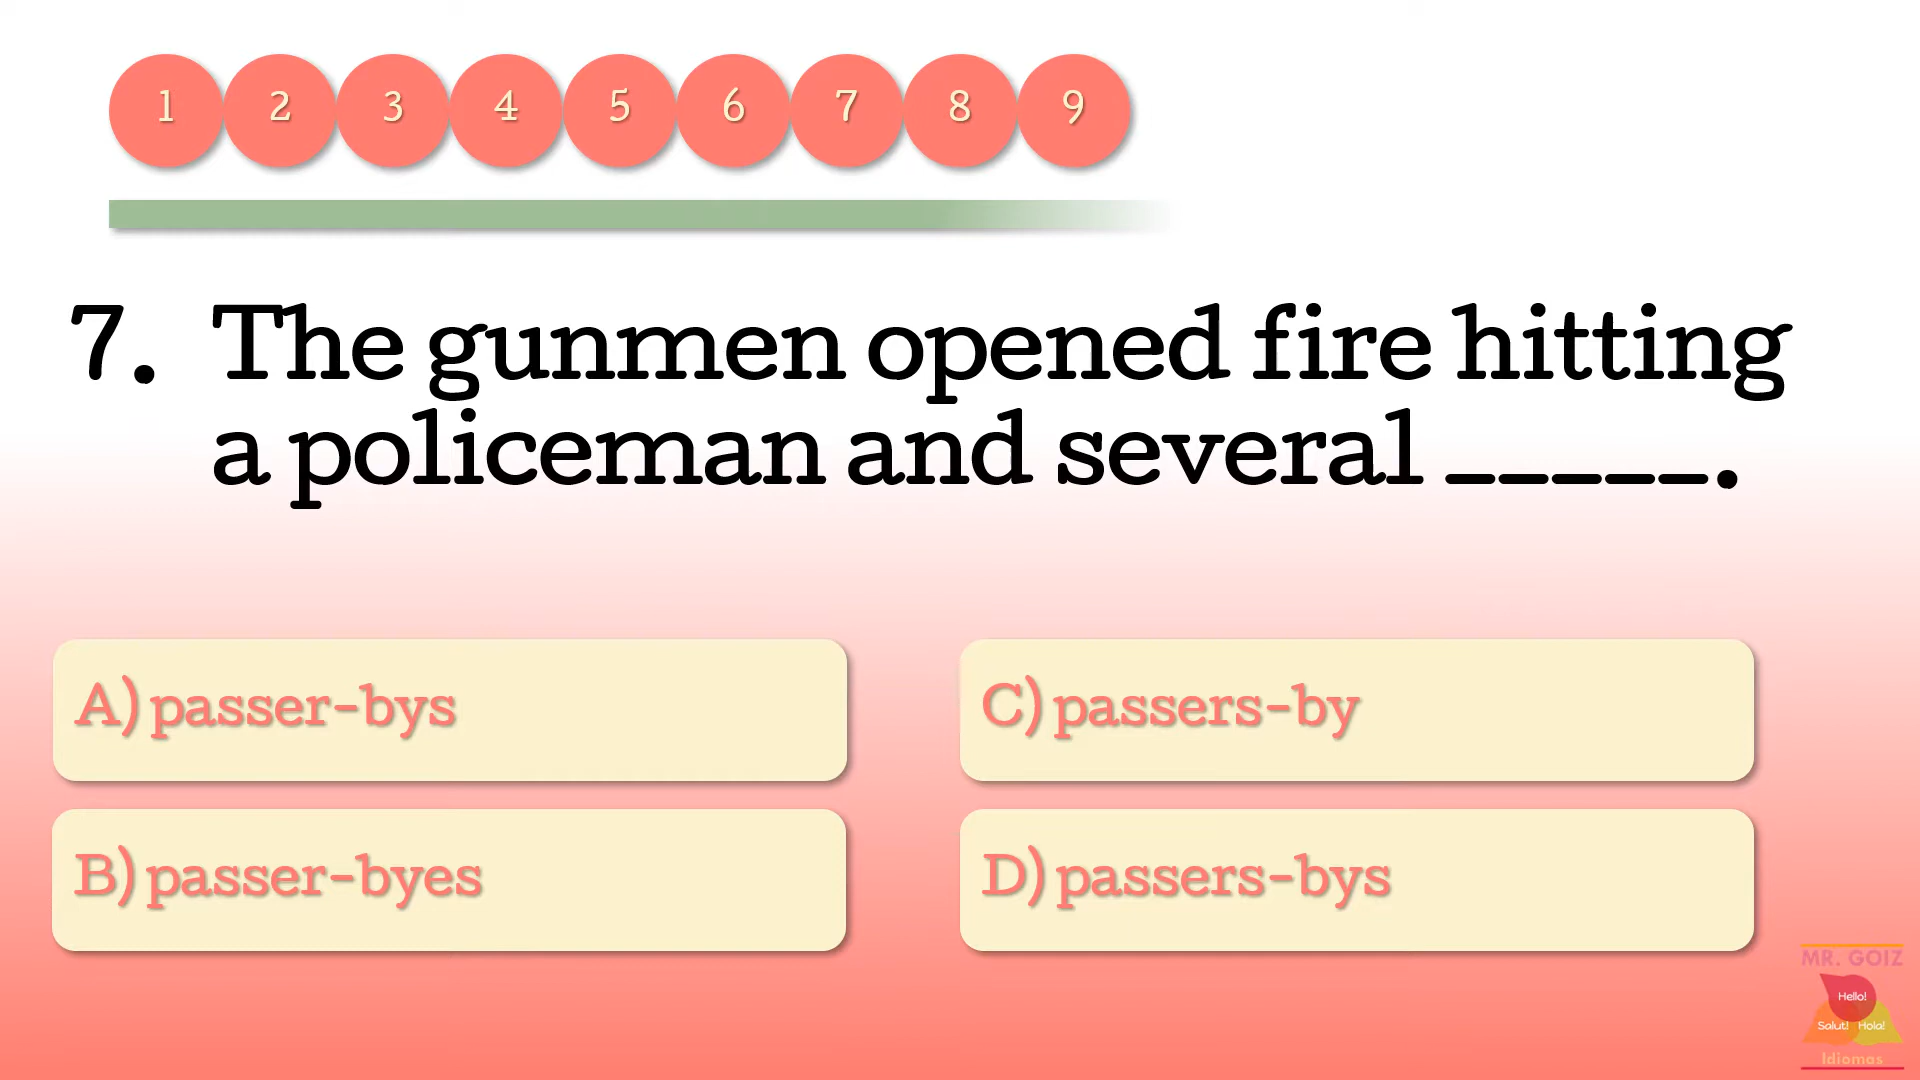 1 2 3 4 5 6 7 8 9
7. The gunmen opened fire hitting
a policeman and several _____.
A) passer-bys
C) passers-by
B) passer-byes
D) passers-bys
MR. GOIZ
Hello!
Salut! Hola!
Idiomas